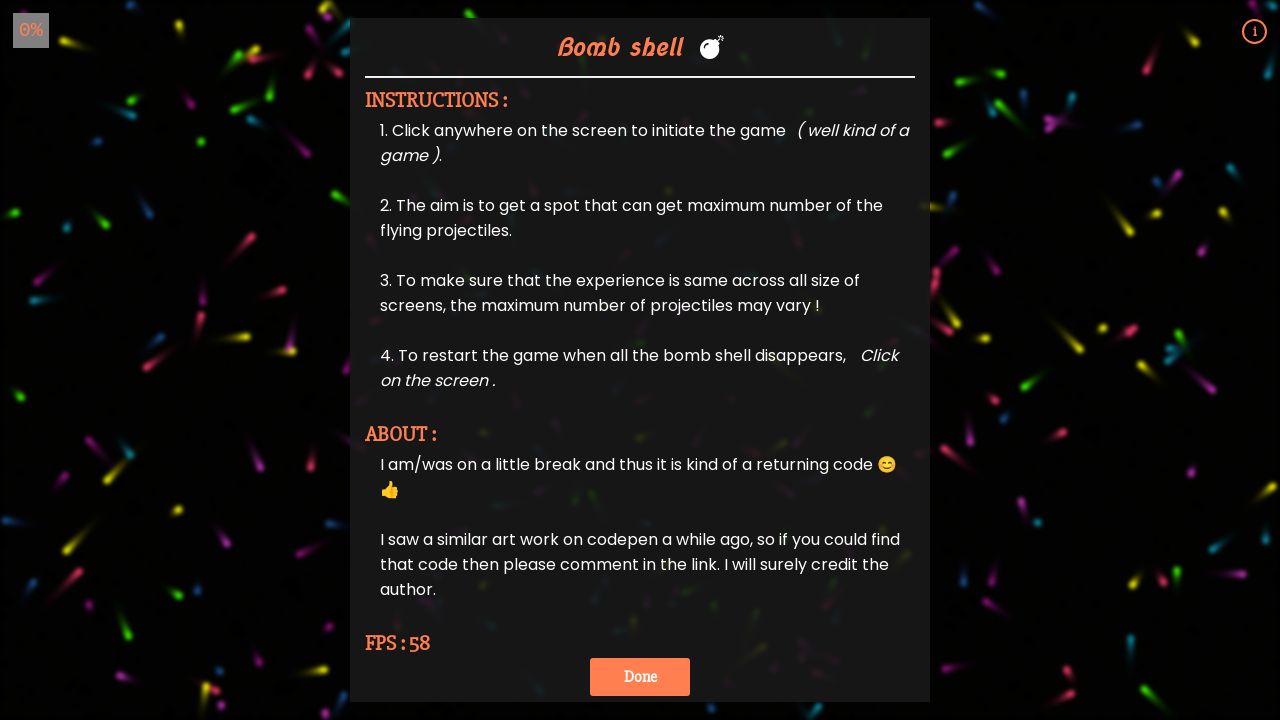 0%
Bomb shell 💣
i
INSTRUCTIONS :
1. Click anywhere on the screen to initiate the game ( well kind of a
game ).
2. The aim is to get a spot that can get maximum number of the
flying projectiles.
3. To make sure that the experience is same across all size of
screens, the maximum number of projectiles may vary !
4. To restart the game when all the bomb shell disappears, Click
on the screen .
ABOUT :
I am/was on a little break and thus it is kind of a returning code 😊
👍
I saw a similar art work on codepen a while ago, so if you could find
that code then please comment in the link. I will surely credit the
author.
FPS : 58
Done